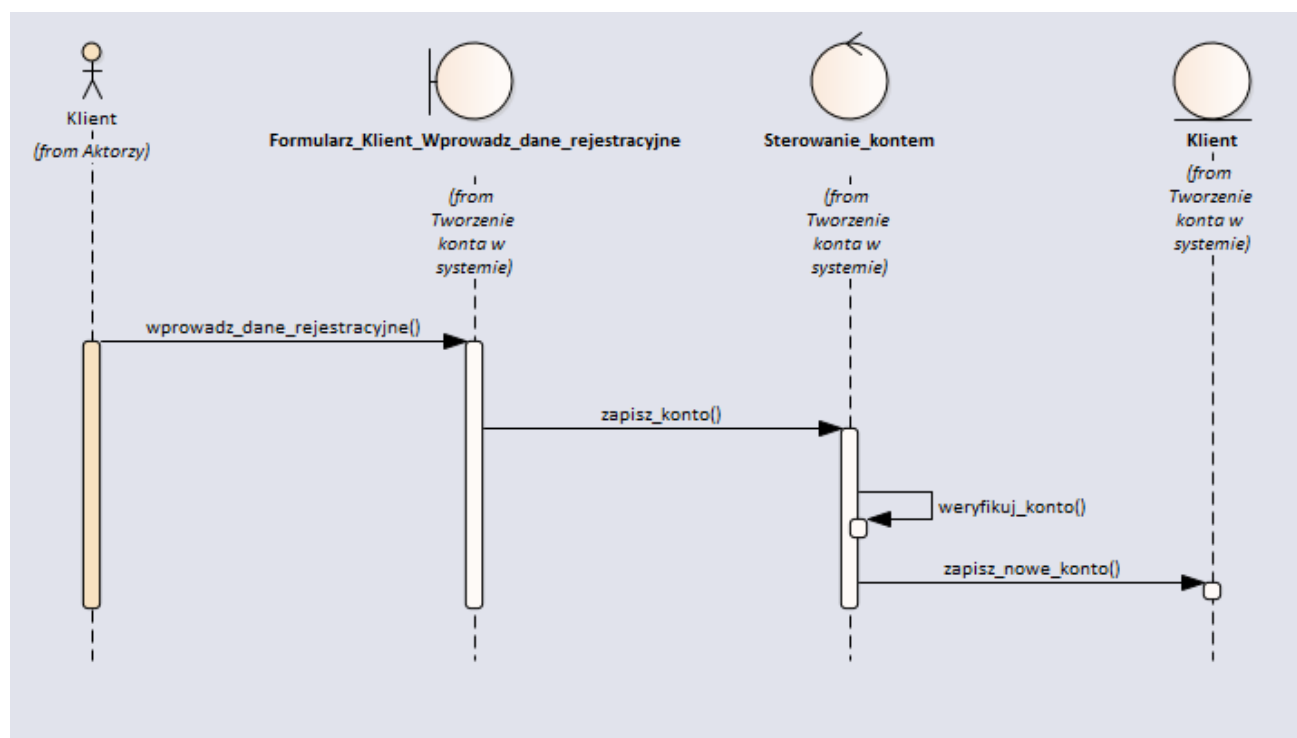 Klient
(from Aktorzy)
Formularz_Klient_Wprowadz_dane_rejestracyjne
(from
Tworzenie
konta w
systemie)
Sterowanie_kontem
(from
Tworzenie
konta w
systemie)
Klient
(from
Tworzenie
konta w
systemie)
wprowadz_dane_rejestracyjne()
zapisz_konto()
weryfikuj_konto()
zapisz_nowe_konto()